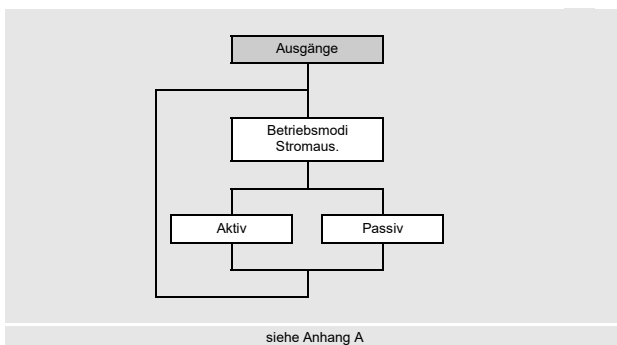 Ausgänge
Betriebsmodi
Stromaus.
Aktiv
Passiv
siehe Anhang A